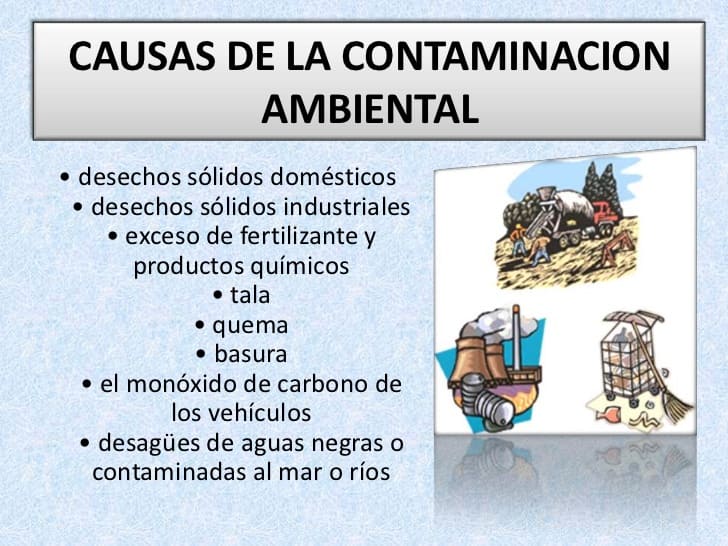 CAUSAS DE LA CONTAMINACION
AMBIENTAL
• desechos sólidos domésticos
• desechos sólidos industriales
• exceso de fertilizante y
productos químicos
• tala
• quema
• basura
• el monóxido de carbono de
los vehículos
• desagües de aguas negras o
contaminadas al mar o ríos